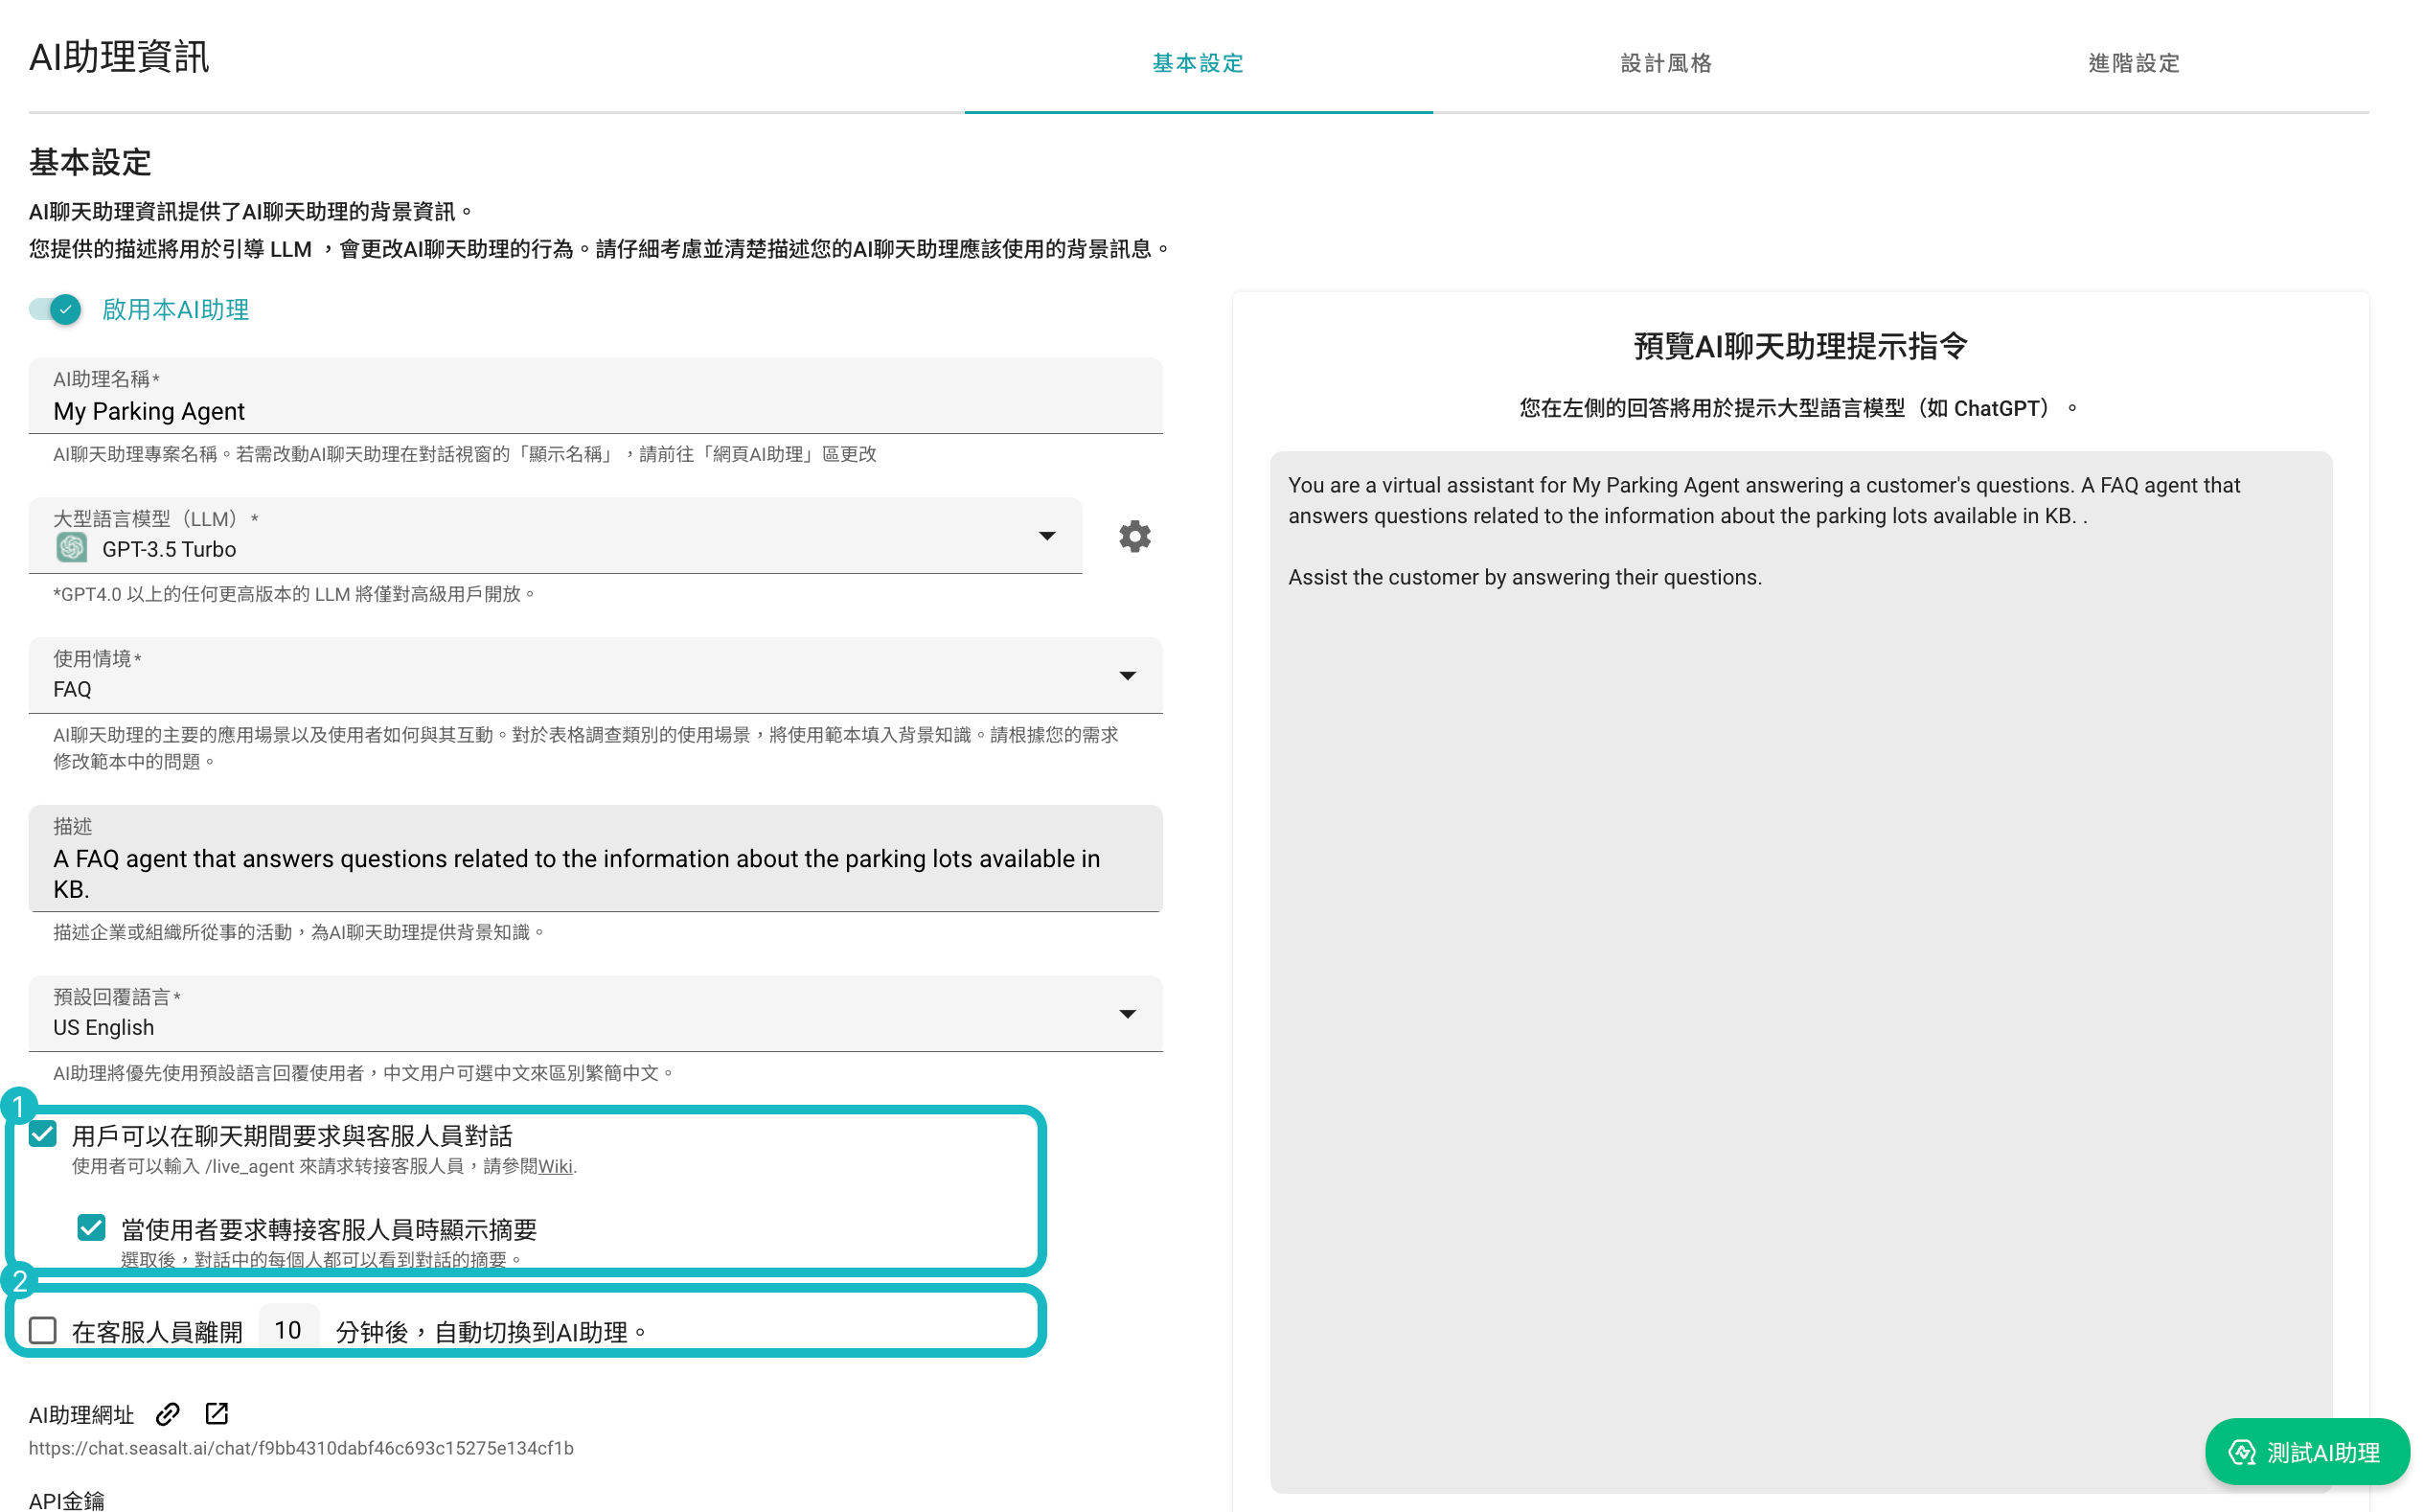 AI助理資訊
基本設定
設計風格
進階設定
基本設定
AI聊天助理資訊提供了AI聊天助理的背景資訊。
您提供的描述將用於引導 LLM ，會更改AI聊天助理的行為。請仔細考慮並清楚描述您的AI聊天助理應該使用的背景訊息。
啟用本AI助理
AI助理名稱*
My Parking Agent
AI聊天助理專案名稱。若需改動AI聊天助理在對話視窗的「顯示名稱」，請前往「網頁AI助理」區更改
大型語言模型（LLM） *
GPT-3.5 Turbo
*GPT4.0 以上的任何更高版本的 LLM 將僅對高級用戶開放。
使用情境*
FAQ
AI聊天助理的主要的應用場景以及使用者如何與其互動。對於表格調查類別的使用場景，將使用範本填入背景知識。請根據您的需求
修改範本中的問題。
描述
A FAQ agent that answers questions related to the information about the parking lots available in
KB.
描述企業或組織所從事的活動，為AI聊天助理提供背景知識。
預設回覆語言*
US English
AI助理將優先使用預設語言回覆使用者，中文用户可選中文來區別繁簡中文。
1
用戶可以在聊天期間要求與客服人員對話
使用者可以輸入 /live_agent 來請求转接客服人員，請參閱Wiki.
當使用者要求轉接客服人員時顯示摘要
選取後，對話中的每個人都可以看到對話的摘要。
2
在客服人員離開 10 分钟後，自動切換到AI助理。
AI助理網址
https://chat.seasalt.ai/chat/f9bb4310dabf46c693c15275e134cf1b
API金鑰
預覽AI聊天助理提示指令
您在左側的回答將用於提示大型語言模型（如 ChatGPT）。
You are a virtual assistant for My Parking Agent answering a customer's questions. A FAQ agent that
answers questions related to the information about the parking lots available in KB. .
Assist the customer by answering their questions.
測試AI助理